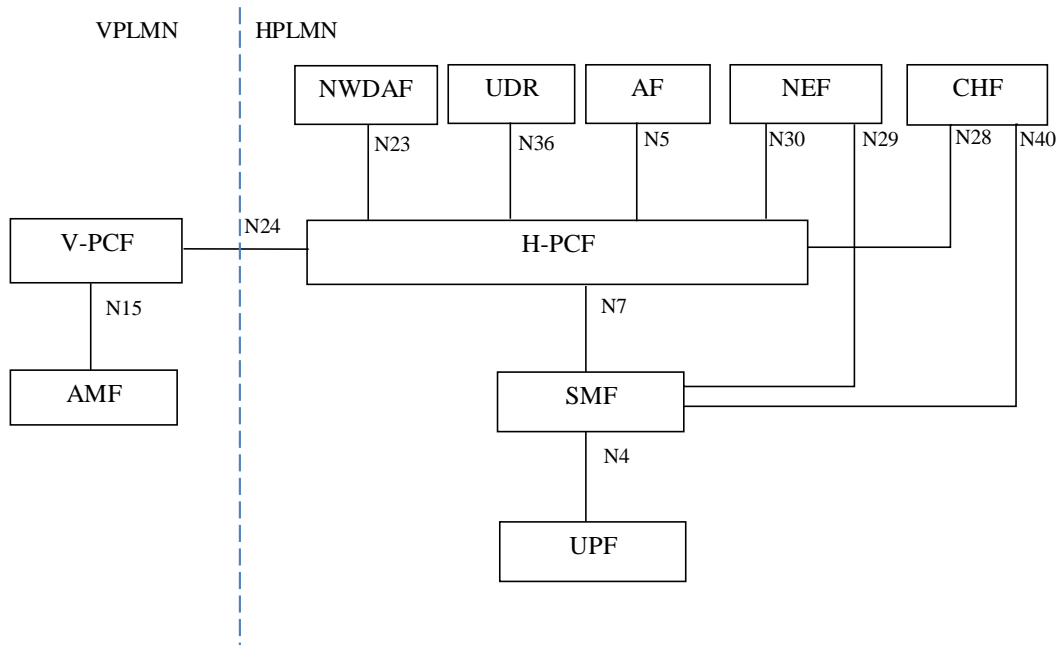 VPLMN HPLMN
NWDAF UDR AF NEF CHF
N23 N36 N5 N30 N29 N28 N40
N24
V-PCF H-PCF
N15 N7
AMF SMF
N4
UPF